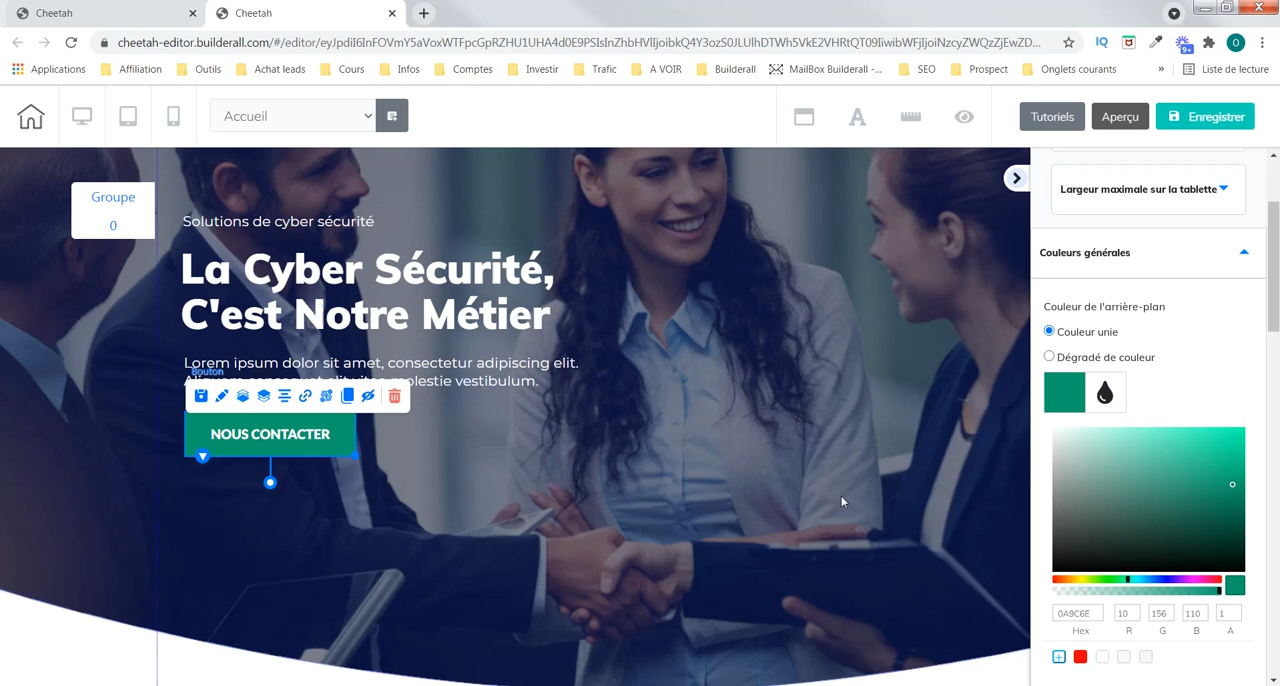 Cheetah
Cheetah
cheetah-editor.builderall.com/#/editor/
Applications
Affiliation
Outils
Achat leads
Cours
Infos
Comptes
Investir
Trafic
A VOIR
Builderall
MailBox Builderall -...
SEO
Prospect
Onglets courants
»
Liste de lecture
IQ
9+
O
Accueil
A
Tutoriels
Aperçu
Enregistrer
Groupe
0
Solutions de cyber sécurité
La Cyber Sécurité,
C'est Notre Métier
Lorem ipsum dolor sit amet, consectetur adipiscing elit.
Bouton
molestie vestibulum.
NOUS CONTACTER
Largeur maximale sur la tablette
Couleurs générales
Couleur de l'arrière-plan
Couleur unie
Dégradé de couleur
0A9C6E 10 156 110 1
Hex R G B A